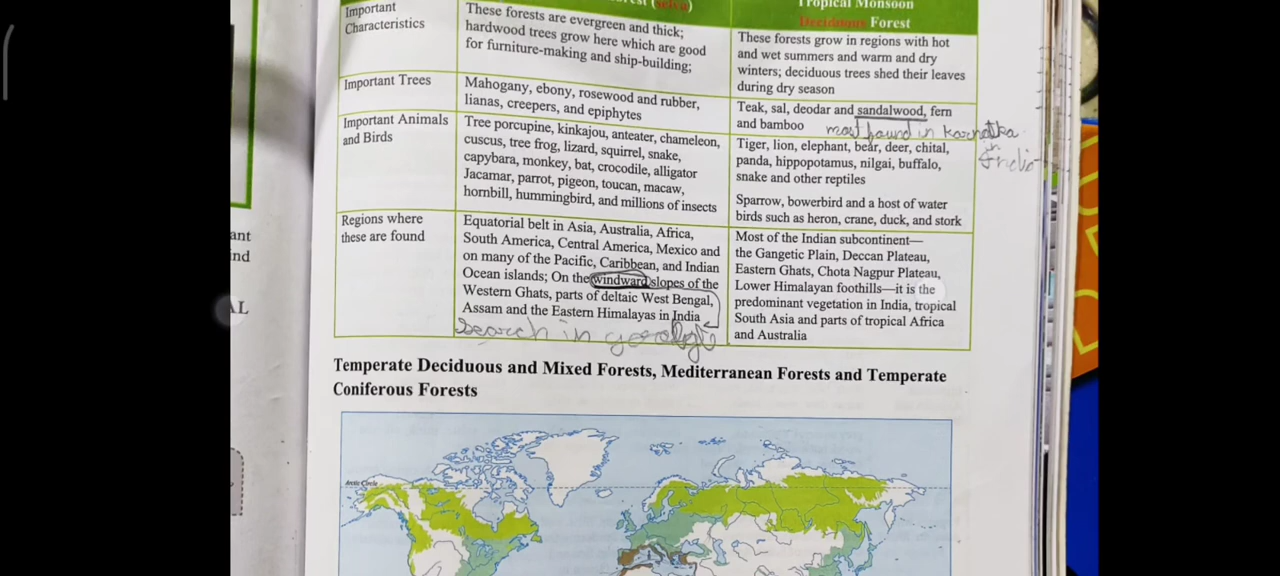 (Selva)
Tropical Monsoon
Deciduous Forest
Important
Characteristics
These forests are evergreen and thick;
hardwood trees grow here which are good
for furniture-making and ship-building;
These forests grow in regions with hot
and wet summers and warm and dry
winters; deciduous trees shed their leaves
during dry season
Important Trees
Mahogany, ebony, rosewood and rubber,
lianas, creepers, and epiphytes
Teak, sal, deodar and sandalwood, fern
and bamboo
most found in karnatka
in
India
Important Animals
and Birds
Tree porcupine, kinkajou, anteater, chameleon,
cuscus, tree frog, lizard, squirrel, snake,
capybara, monkey, bat, crocodile, alligator
Jacamar, parrot, pigeon, toucan, macaw,
hornbill, hummingbird, and millions of insects
Tiger, lion, elephant, bear, deer, chital,
panda, hippopotamus, nilgai, buffalo,
snake and other reptiles
Sparrow, bowerbird and a host of water
birds such as heron, crane, duck, and stork
Regions where
these are found
Equatorial belt in Asia, Australia, Africa,
South America, Central America, Mexico and
on many of the Pacific, Caribbean, and Indian
Ocean islands; On the windward slopes of the
Western Ghats, parts of deltaic West Bengal,
Assam and the Eastern Himalayas in India
search in
Most of the Indian subcontinent—
the Gangetic Plain, Deccan Plateau,
Eastern Ghats, Chota Nagpur Plateau,
Lower Himalayan foothills—it is the
predominant vegetation in India, tropical
South Asia and parts of tropical Africa
and Australia
Temperate Deciduous and Mixed Forests, Mediterranean Forests and Temperate
Coniferous Forests
Arctic Circle